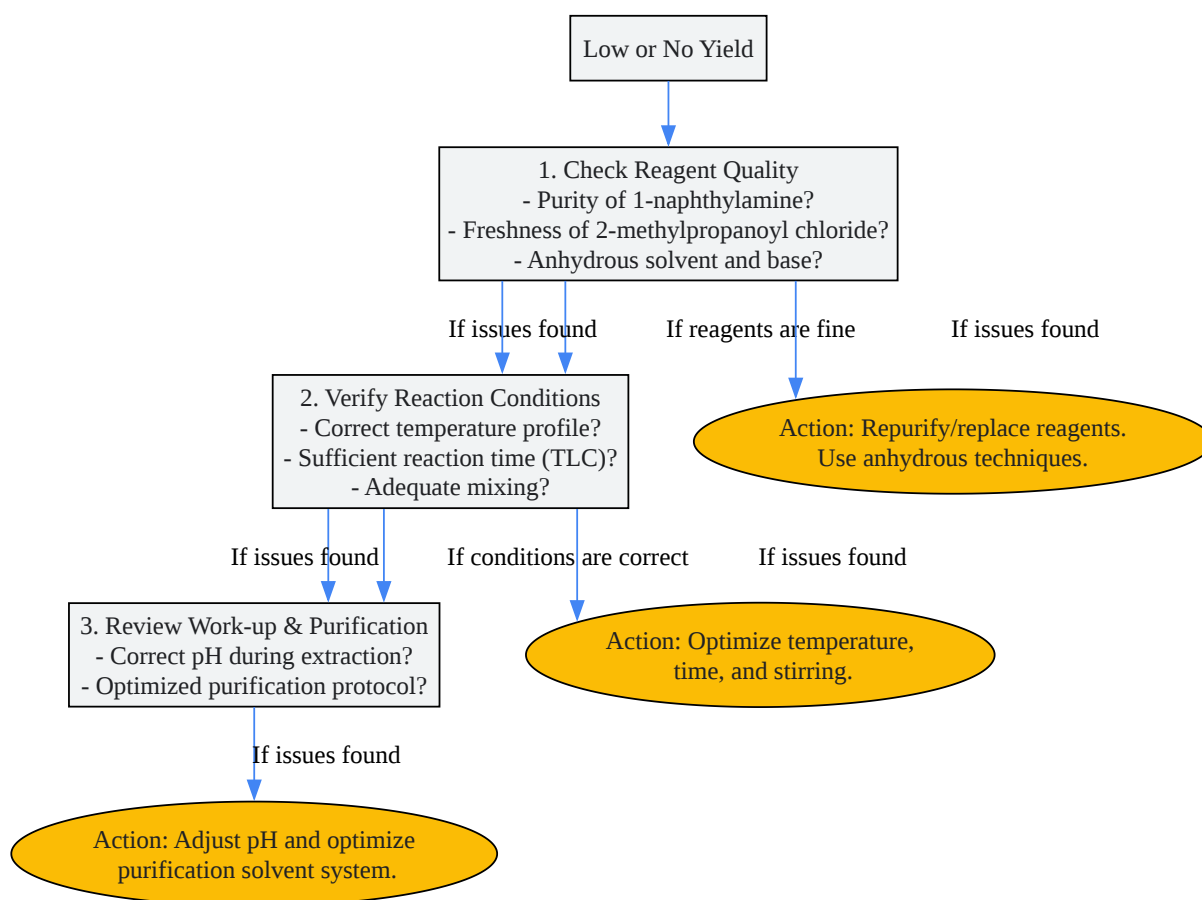 Low or No Yield
1. Check Reagent Quality
- Purity of 1-naphthylamine?
- Freshness of 2-methylpropanoyl chloride?
- Anhydrous solvent and base?
If issues found
If reagents are fine
If issues found
2. Verify Reaction Conditions
- Correct temperature profile?
- Sufficient reaction time (TLC)?
- Adequate mixing?
Action: Repurify/replace reagents.
Use anhydrous techniques.
If issues found
If conditions are correct
If issues found
3. Review Work-up & Purification
- Correct pH during extraction?
- Optimized purification protocol?
Action: Optimize temperature,
time, and stirring.
If issues found
Action: Adjust pH and optimize
purification solvent system.